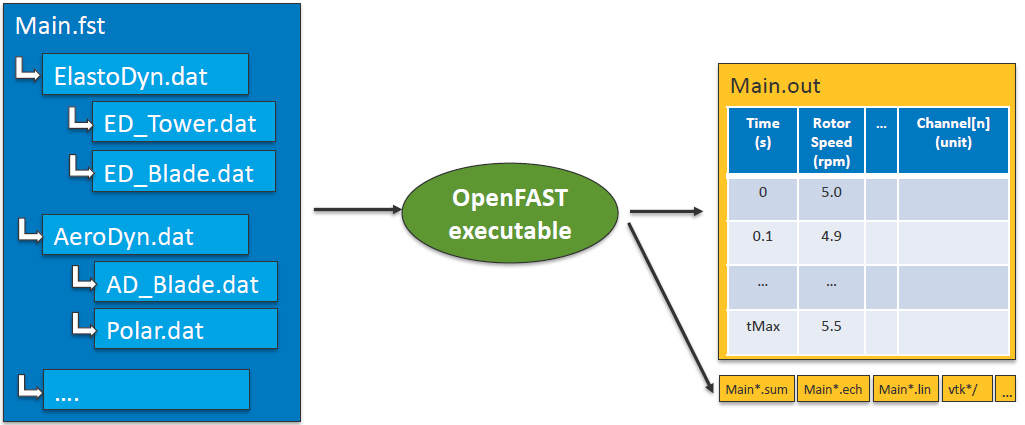 Main.fst
ElastoDyn.dat
ED_Tower.dat
ED_Blade.dat
AeroDyn.dat
AD_Blade.dat
Polar.dat
....
OpenFAST
executable
Main.out
Time
(s)
Rotor
Speed
(rpm)
...
Channel[n]
(unit)
0
5.0
0.1
4.9
...
...
tMax
5.5
Main*.sum
Main*.ech
Main*.lin
vtk*/
...